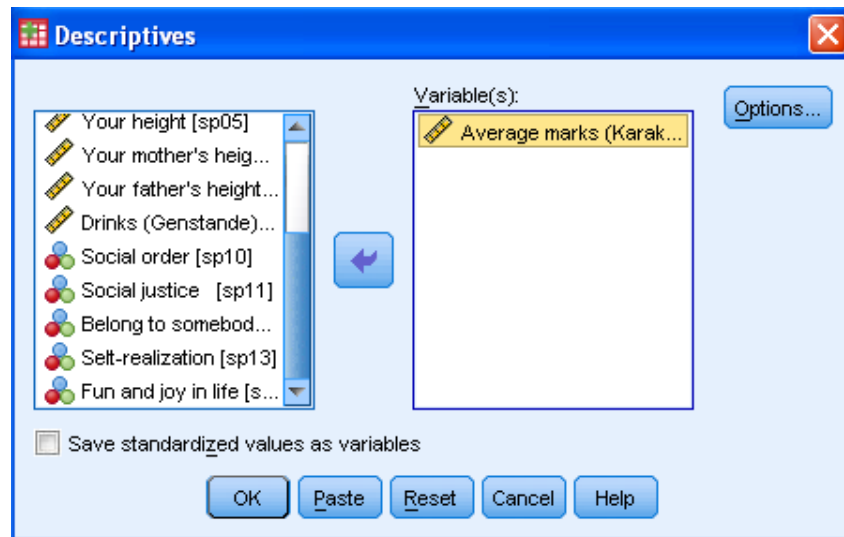 Descriptives
Variable(s):
Your height [sp05]
Your mother's heig...
Your father's height...
Drinks (Genstande)...
Social order [sp10]
Social justice [sp11]
Belong to somebod...
Self-realization [sp13]
Fun and joy in life [s...
Average marks (Karak...
Options...
Save standardized values as variables
OK
Paste
Reset
Cancel
Help